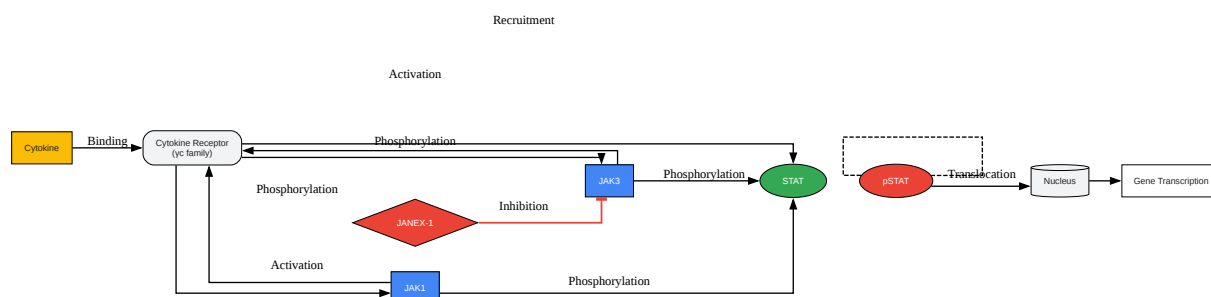 Recruitment
Activation
Cytokine
Binding
Cytokine Receptor
(γc family)
Phosphorylation
Phosphorylation
JAK3
Phosphorylation
STAT
pSTAT
Translocation
Nucleus
Gene Transcription
JANEX-1
Inhibition
Activation
JAK1
Phosphorylation